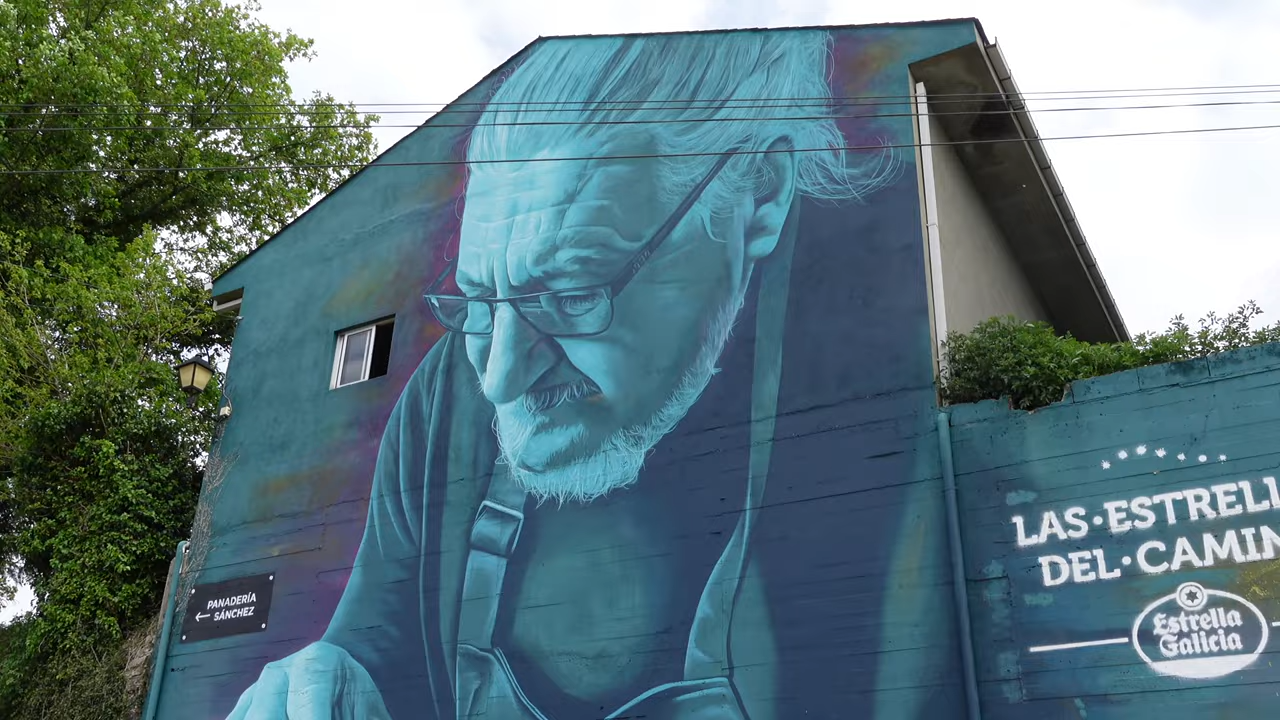 PANADERÍA
← SÁNCHEZ
LAS·ESTRELL
DEL·CAMIN
Estrella
Galicia